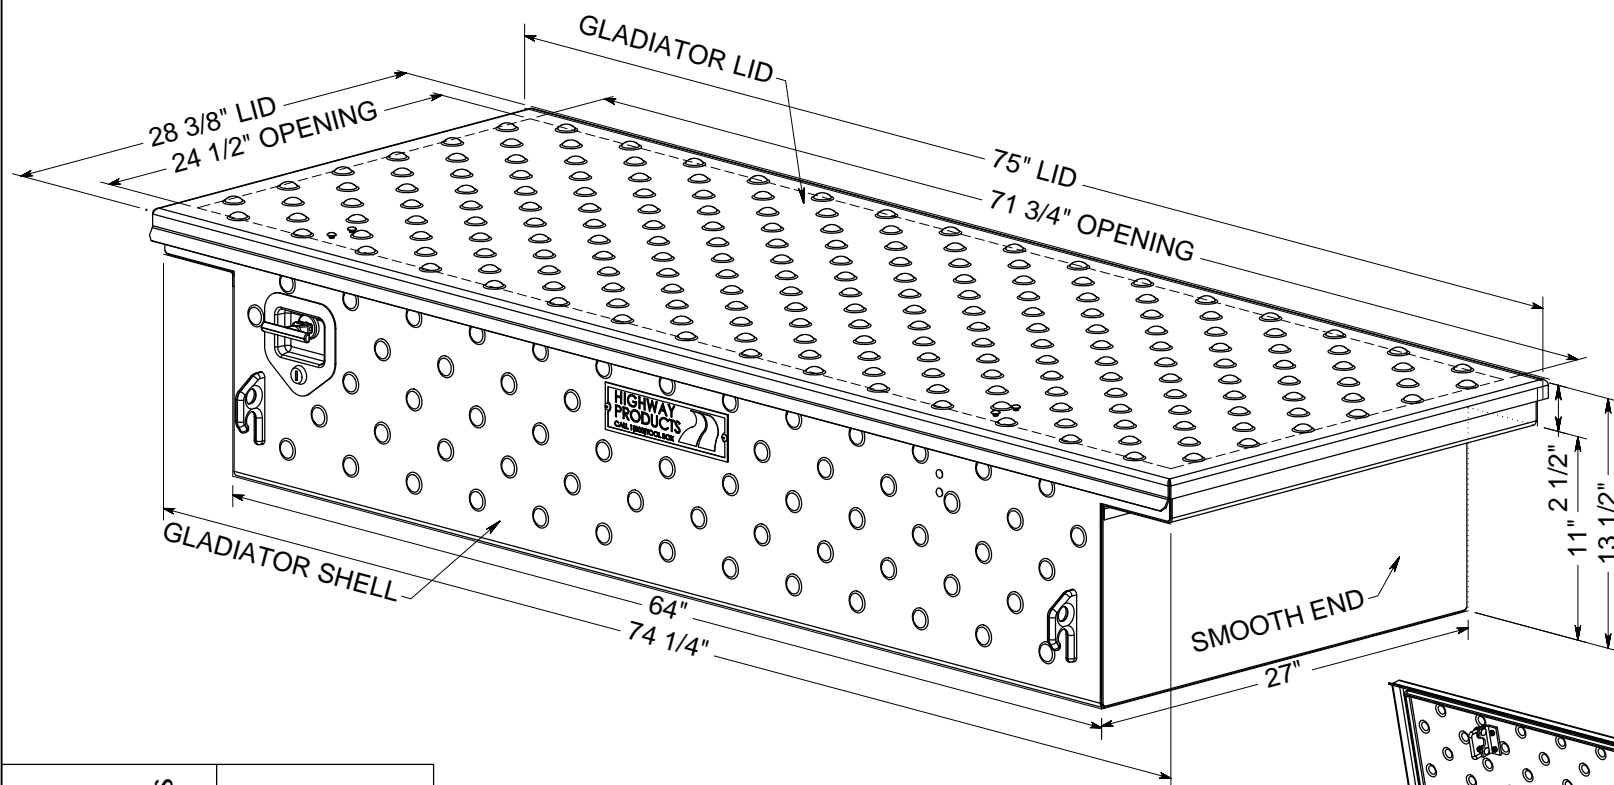 GLADIATOR LID
28 3/8" LID
24 1/2" OPENING
75" LID
71 3/4" OPENING
HIGHWAY
PRODUCTS
2 1/2"
11"
13 1/2"
GLADIATOR SHELL
64"
74 1/4"
SMOOTH END
27"
S